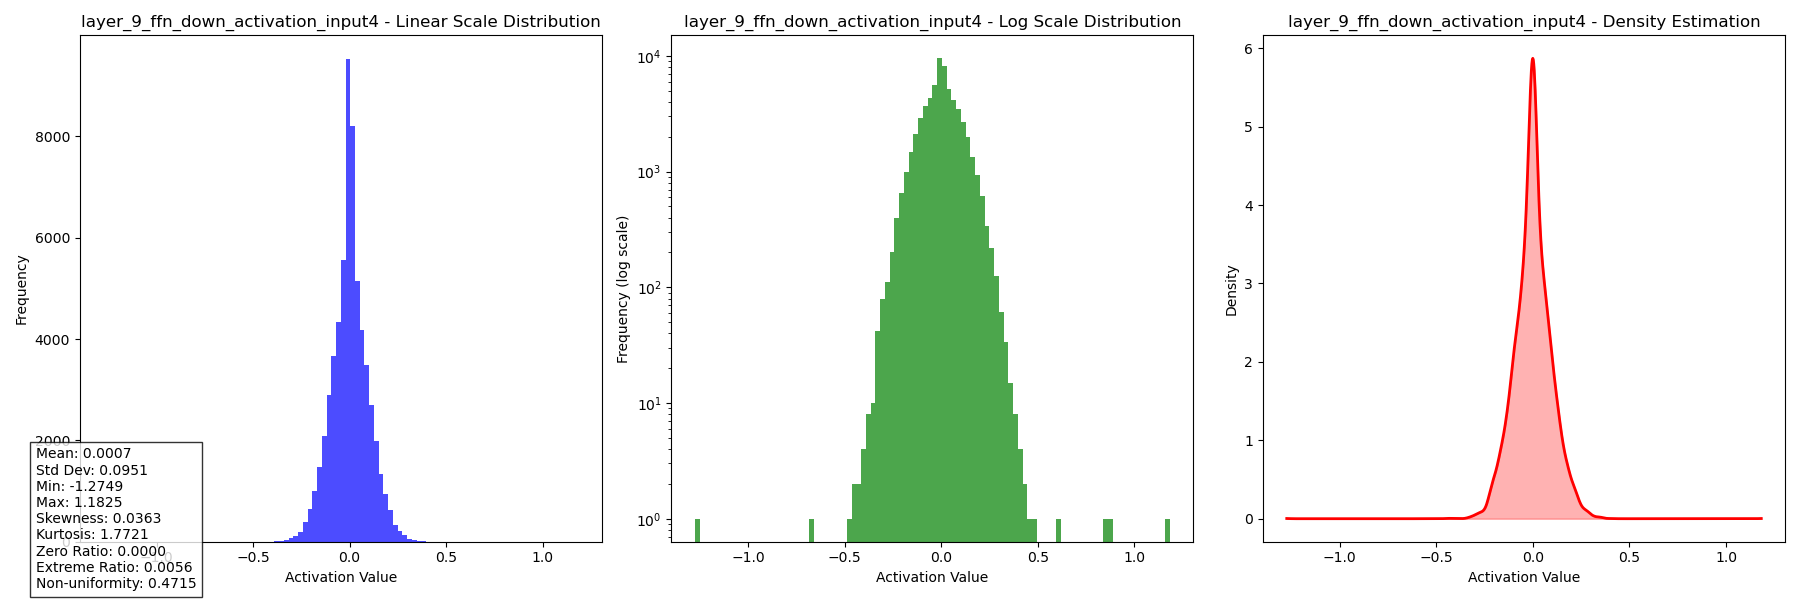 layer_9_ffn_down_activation_input4 - Linear Scale Distribution
Frequency
8000
6000
4000
2000
0
−1.0
−0.5
0.0
0.5
1.0
Activation Value
Mean: 0.0007
Std Dev: 0.0951
Min: -1.2749
Max: 1.1825
Skewness: 0.0363
Kurtosis: 1.7721
Zero Ratio: 0.0000
Extreme Ratio: 0.0056
Non-uniformity: 0.4715
layer_9_ffn_down_activation_input4 - Log Scale Distribution
Frequency (log scale)
10⁴
10³
10²
10¹
10⁰
−1.0
−0.5
0.0
0.5
1.0
Activation Value
layer_9_ffn_down_activation_input4 - Density Estimation
Density
6
5
4
3
2
1
0
−1.0
−0.5
0.0
0.5
1.0
Activation Value